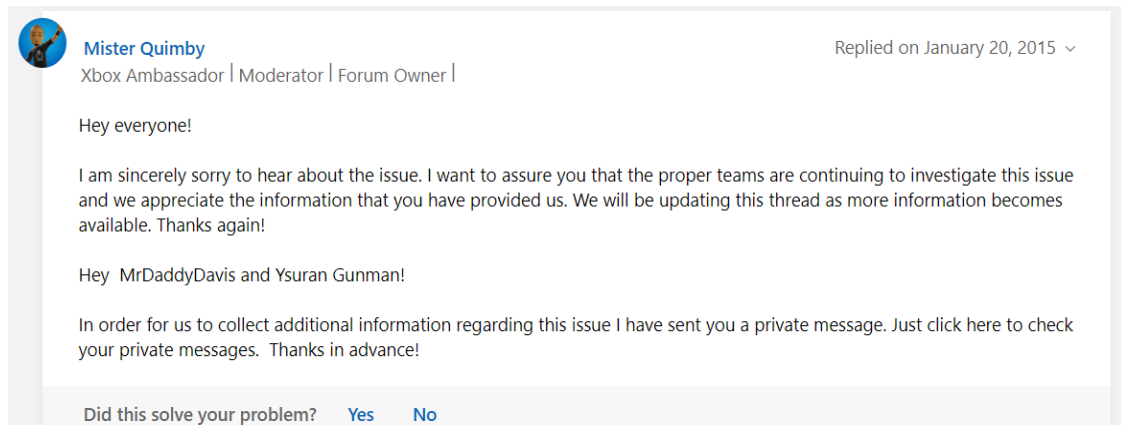 Mister Quimby
Replied on January 20, 2015
Xbox Ambassador | Moderator | Forum Owner |
Hey everyone!
I am sincerely sorry to hear about the issue. I want to assure you that the proper teams are continuing to investigate this issue
and we appreciate the information that you have provided us. We will be updating this thread as more information becomes
available. Thanks again!
Hey  MrDaddyDavis and Ysuran Gunman!
In order for us to collect additional information regarding this issue I have sent you a private message. Just click here to check
your private messages.  Thanks in advance!
Did this solve your problem? Yes No